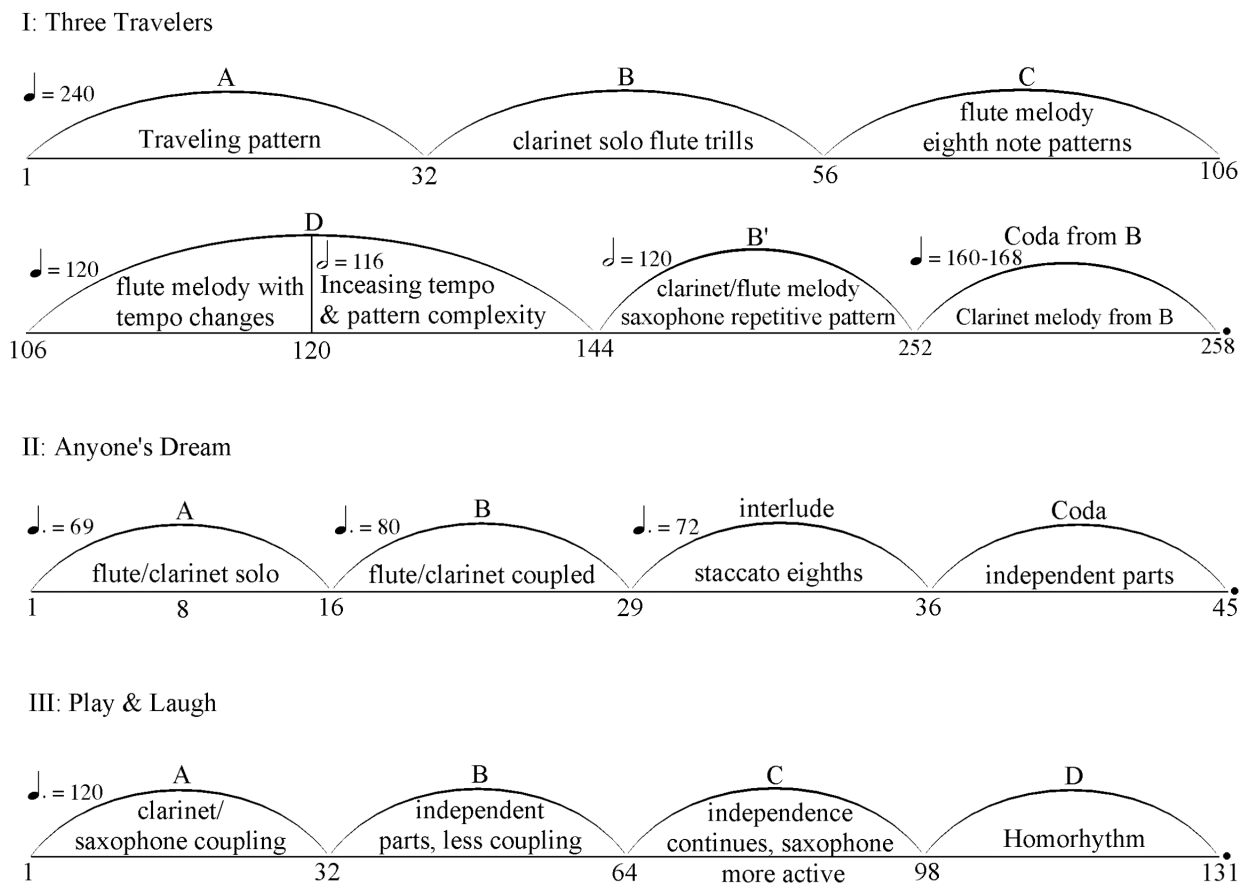 I: Three Travelers
A B C
♩ = 240
Traveling pattern
clarinet solo flute trills
flute melody
eighth note patterns
1 32 56 106
D
♩ = 120
flute melody with
tempo changes
𝅗𝅥 = 116
Inceasing tempo
& pattern complexity
B'
𝅗𝅥 = 120
clarinet/flute melody
saxophone repetitive pattern
Coda from B
♩ = 160-168
Clarinet melody from B
106 120 144 252 258
II: Anyone's Dream
A B interlude Coda
♩. = 69 ♩. = 80 ♩. = 72
flute/clarinet solo
flute/clarinet coupled
staccato eighths
independent parts
1 8 16 29 36 45
III: Play & Laugh
A B C D
♩. = 120
clarinet/
saxophone coupling
independent
parts, less coupling
independence
continues, saxophone
more active
Homorhythm
1 32 64 98 131